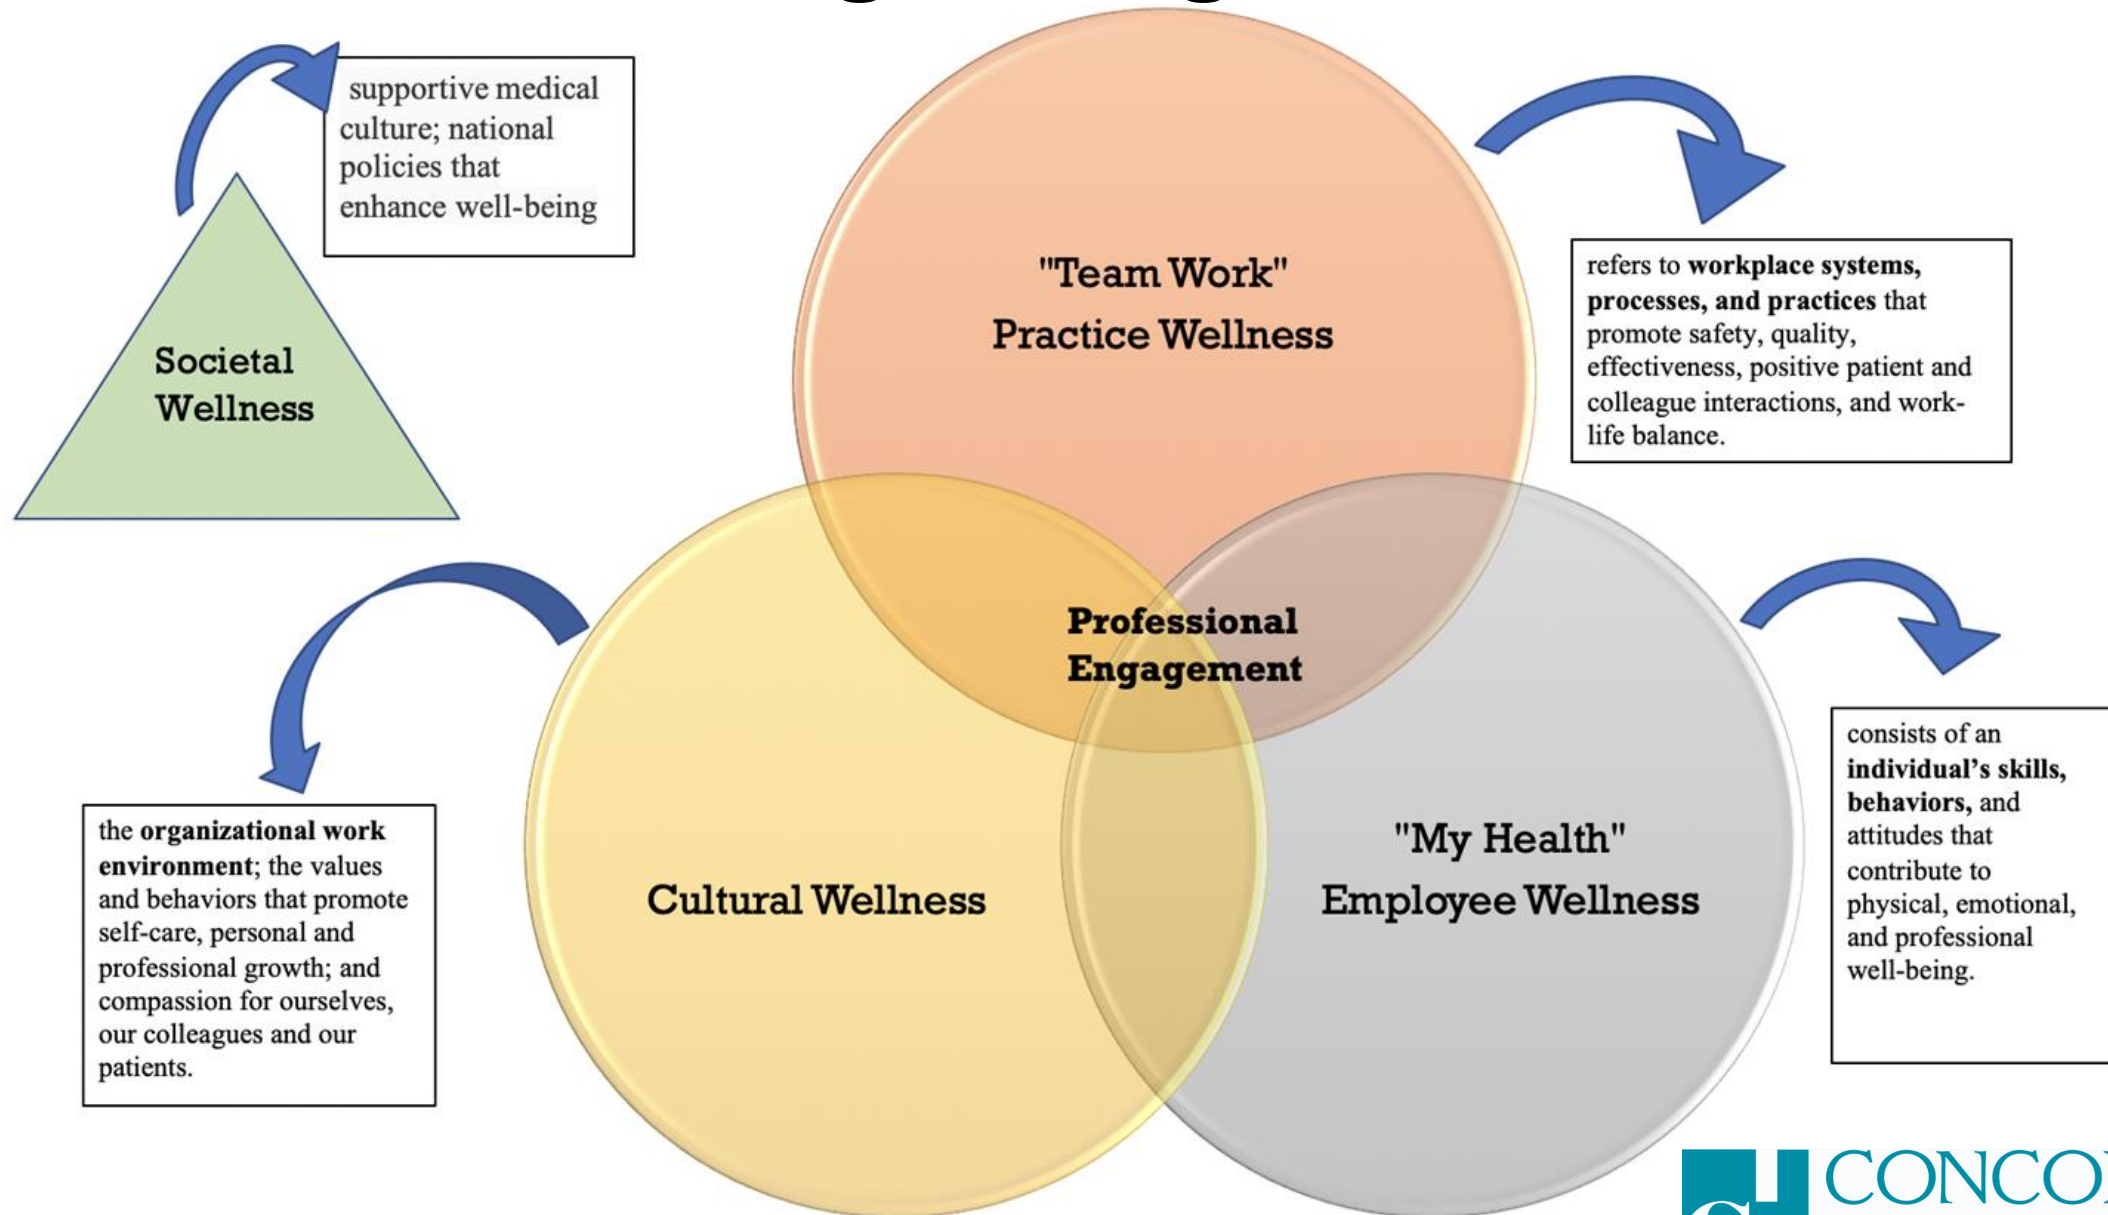 supportive medical
culture; national
policies that
enhance well-being
Societal
Wellness
"Team Work"
Practice Wellness
refers to workplace systems,
processes, and practices that
promote safety, quality,
effectiveness, positive patient and
colleague interactions, and work-
life balance.
Professional
Engagement
Cultural Wellness
"My Health"
Employee Wellness
the organizational work
environment; the values
and behaviors that promote
self-care, personal and
professional growth; and
compassion for ourselves,
our colleagues and our
patients.
consists of an
individual’s skills,
behaviors, and
attitudes that
contribute to
physical, emotional,
and professional
well-being.